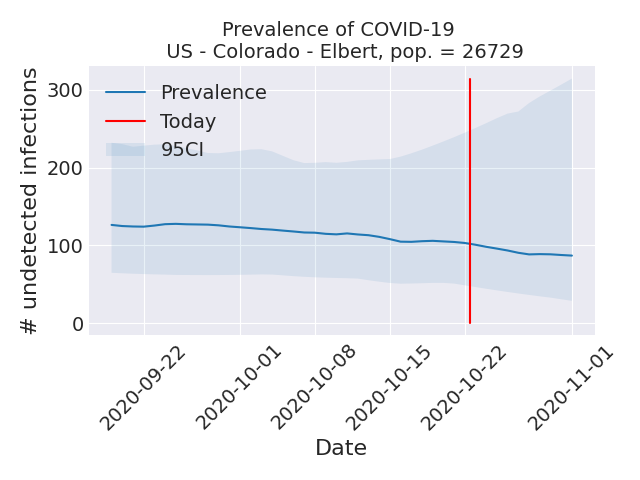 Prevalence of COVID-19
US - Colorado - Elbert, pop. = 26729
# undetected infections
300
200
100
0
Prevalence
Today
95CI
2020-09-22
2020-10-01
2020-10-08
2020-10-15
2020-10-22
2020-11-01
Date